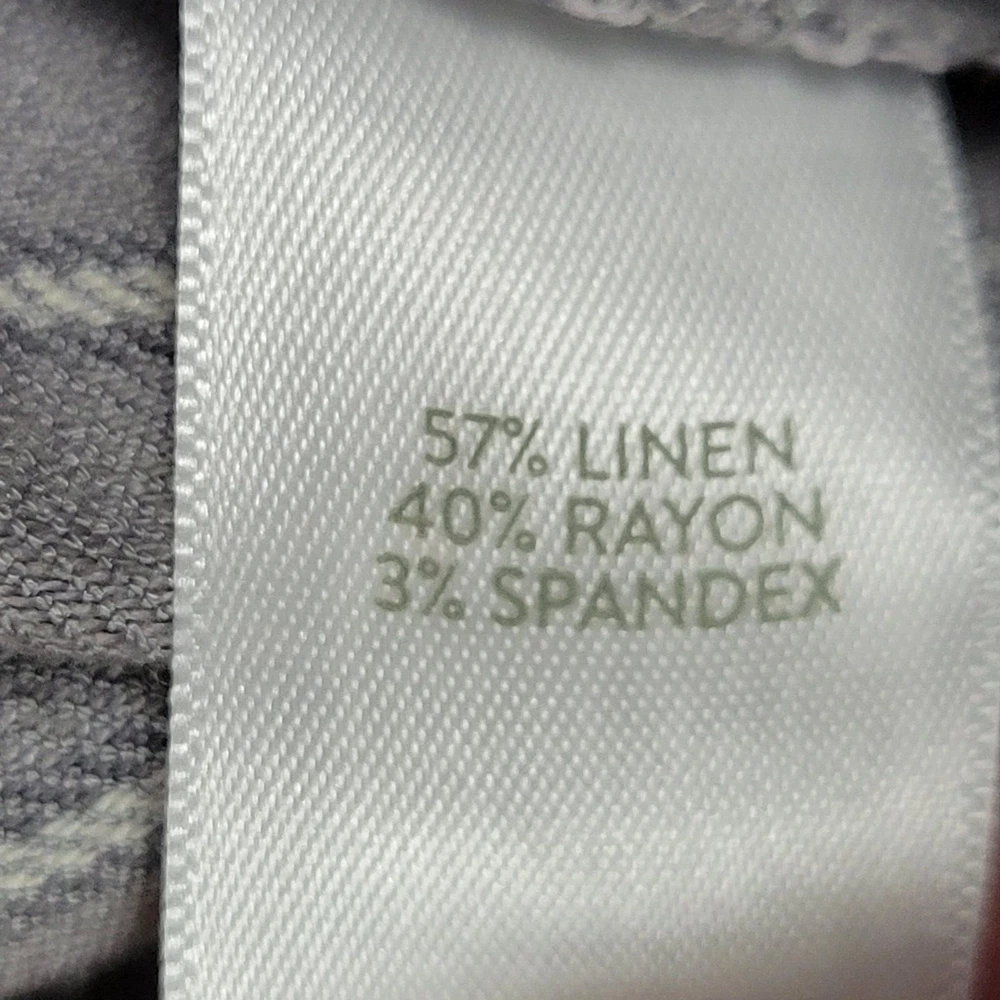 57% LINEN
40% RAYON
3% SPANDEX